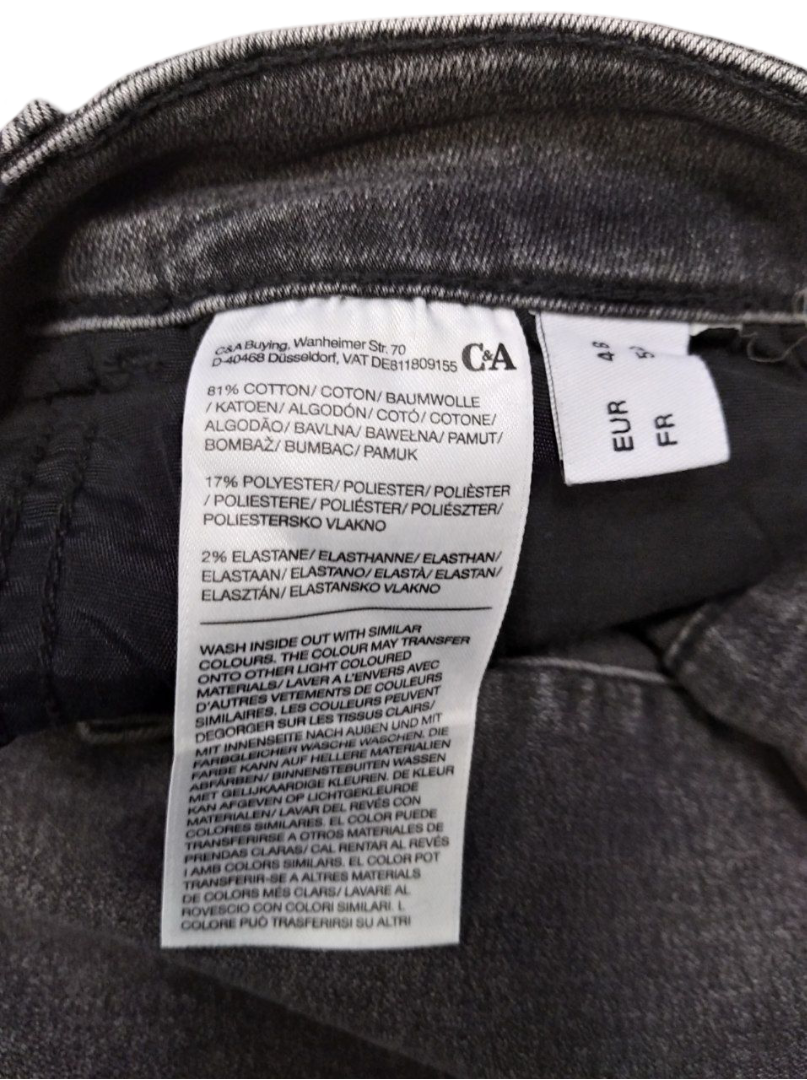 C&A Buying, Wanheimer Str. 70
D-40468 Düsseldorf, VAT DE811809155
C&A
81% COTTON/ COTON/ BAUMWOLLE
/ KATOEN/ ALGODÓN/ COTÓ/ COTONE/
ALGODÃO/ BAVLNA/ BAWEŁNA/ PAMUT/
BOMBAŽ/ BUMBAC/ PAMUK
17% POLYESTER/ POLIESTER/ POLIÈSTER
/ POLIESTERE/ POLIÉSTER/ POLIÉSZTER/
POLIESTERSKO VLAKNO
2% ELASTANE/ ELASTHANNE/ ELASTHAN/
ELASTAAN/ ELASTANO/ ELASTÀ/ ELASTAN/
ELASZTÁN/ ELASTANSKO VLAKNO
WASH INSIDE OUT WITH SIMILAR
COLOURS. THE COLOUR MAY TRANSFER
ONTO OTHER LIGHT COLOURED
MATERIALS/ LAVER A L'ENVERS AVEC
D'AUTRES VETEMENTS DE COULEURS
SIMILAIRES. LES COULEURS PEUVENT
DEGORGER SUR LES TISSUS CLAIRS/
MIT INNENSEITE NACH AUßEN UND MIT
FARBGLEICHER WÄSCHE WASCHEN. DIE
FARBE KANN AUF HELLERE MATERIALIEN
ABFÄRBEN/ BINNENSTEBUITEN WASSEN
MET GELIJKAARDIGE KLEUREN. DE KLEUR
KAN AFGEVEN OP LICHTGEKLEURDE
MATERIALEN/ LAVAR DEL REVÉS CON
COLORES SIMILARES. EL COLOR PUEDE
TRANSFERIRSE A OTROS MATERIALES DE
PRENDAS CLARAS/ CAL RENTAR AL REVÉS
I AMB COLORS SIMILARS. EL COLOR POT
TRANSFERIR-SE A ALTRES MATERIALS
DE COLORS MÉS CLARS/ LAVARE AL
ROVESCIO CON COLORI SIMILARI. L
COLORE PUÒ TRASFERIRSI SU ALTRI
EUR 48
FR